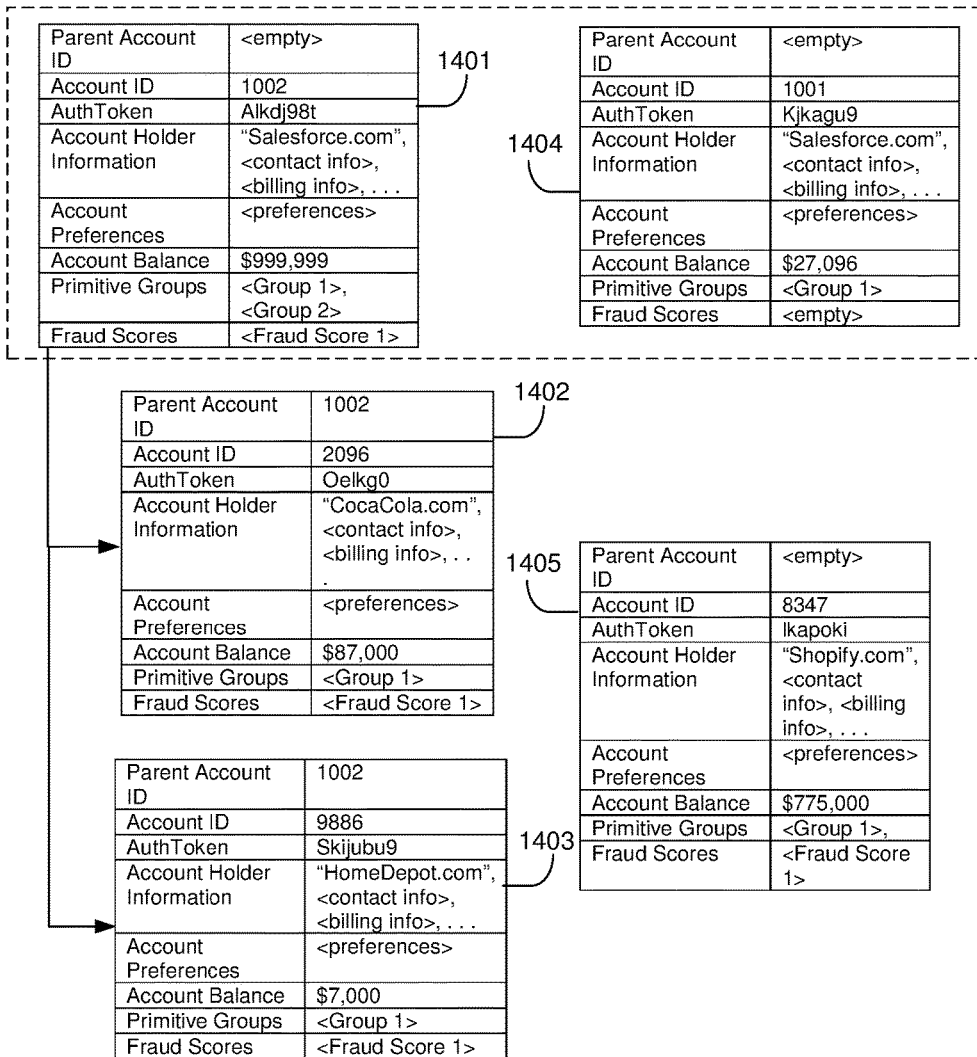 Parent Account <empty>
ID
Account ID 1002
AuthToken Alkdj98t
Account Holder "Salesforce.com",
Information <contact info>,
<billing info>, . . .
Account <preferences>
Preferences
Account Balance $999,999
Primitive Groups <Group 1>,
<Group 2>
Fraud Scores <Fraud Score 1>
1401
Parent Account <empty>
ID
Account ID 1001
AuthToken Kjkagu9
Account Holder "Salesforce.com",
Information <contact info>,
<billing info>, . . .
Account <preferences>
Preferences
Account Balance $27,096
Primitive Groups <Group 1>
Fraud Scores <empty>
1404
Parent Account 1002
ID
Account ID 2096
AuthToken Oelkg0
Account Holder "CocaCola.com",
Information <contact info>,
<billing info>, . .
.
Account <preferences>
Preferences
Account Balance $87,000
Primitive Groups <Group 1>
Fraud Scores <Fraud Score 1>
1402
Parent Account <empty>
ID
Account ID 8347
AuthToken Ikapoki
Account Holder "Shopify.com",
Information <contact
info>, <billing
info>, . . .
Account <preferences>
Preferences
Account Balance $775,000
Primitive Groups <Group 1>,
Fraud Scores <Fraud Score
1>
1405
Parent Account 1002
ID
Account ID 9886
AuthToken Skijubu9
Account Holder "HomeDepot.com",
Information <contact info>,
<billing info>, . . .
Account <preferences>
Preferences
Account Balance $7,000
Primitive Groups <Group 1>
Fraud Scores <Fraud Score 1>
1403